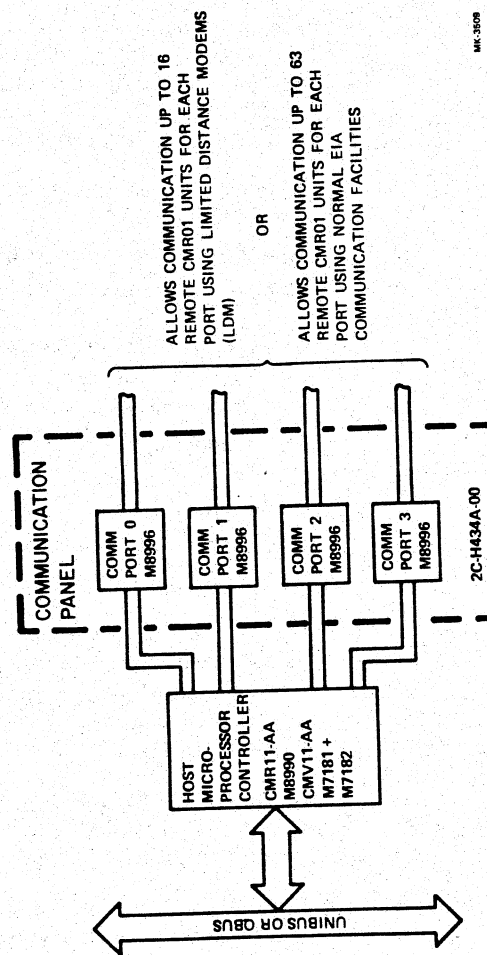 UNIBUS OR QBUS
HOST
MICRO-
PROCESSOR
CONTROLLER
CMR11-AA
M8990
CMV11-AA
M7181 +
M7182
COMMUNICATION
PANEL
COMM
PORT 0
M8996
COMM
PORT 1
M8996
COMM
PORT 2
M8996
COMM
PORT 3
M8996
2C-H434A-00
ALLOWS COMMUNICATION UP TO 16
REMOTE CMR01 UNITS FOR EACH
PORT USING LIMITED DISTANCE MODEMS
(LDM)
OR
ALLOWS COMMUNICATION UP TO 63
REMOTE CMR01 UNITS FOR EACH
PORT USING NORMAL EIA
COMMUNICATION FACILITIES
MK-3509